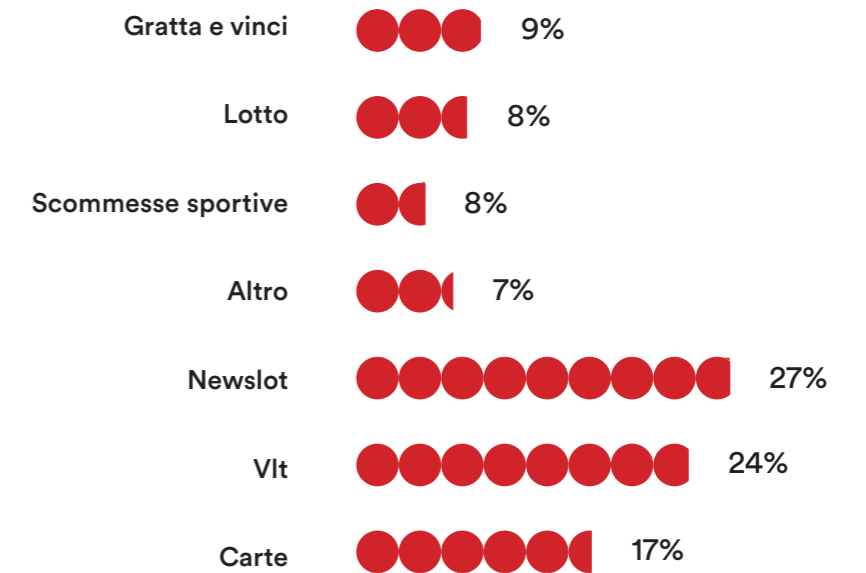 Gratta e vinci 9%
Lotto 8%
Scommesse sportive 8%
Altro 7%
Newslot 27%
Vlt 24%
Carte 17%